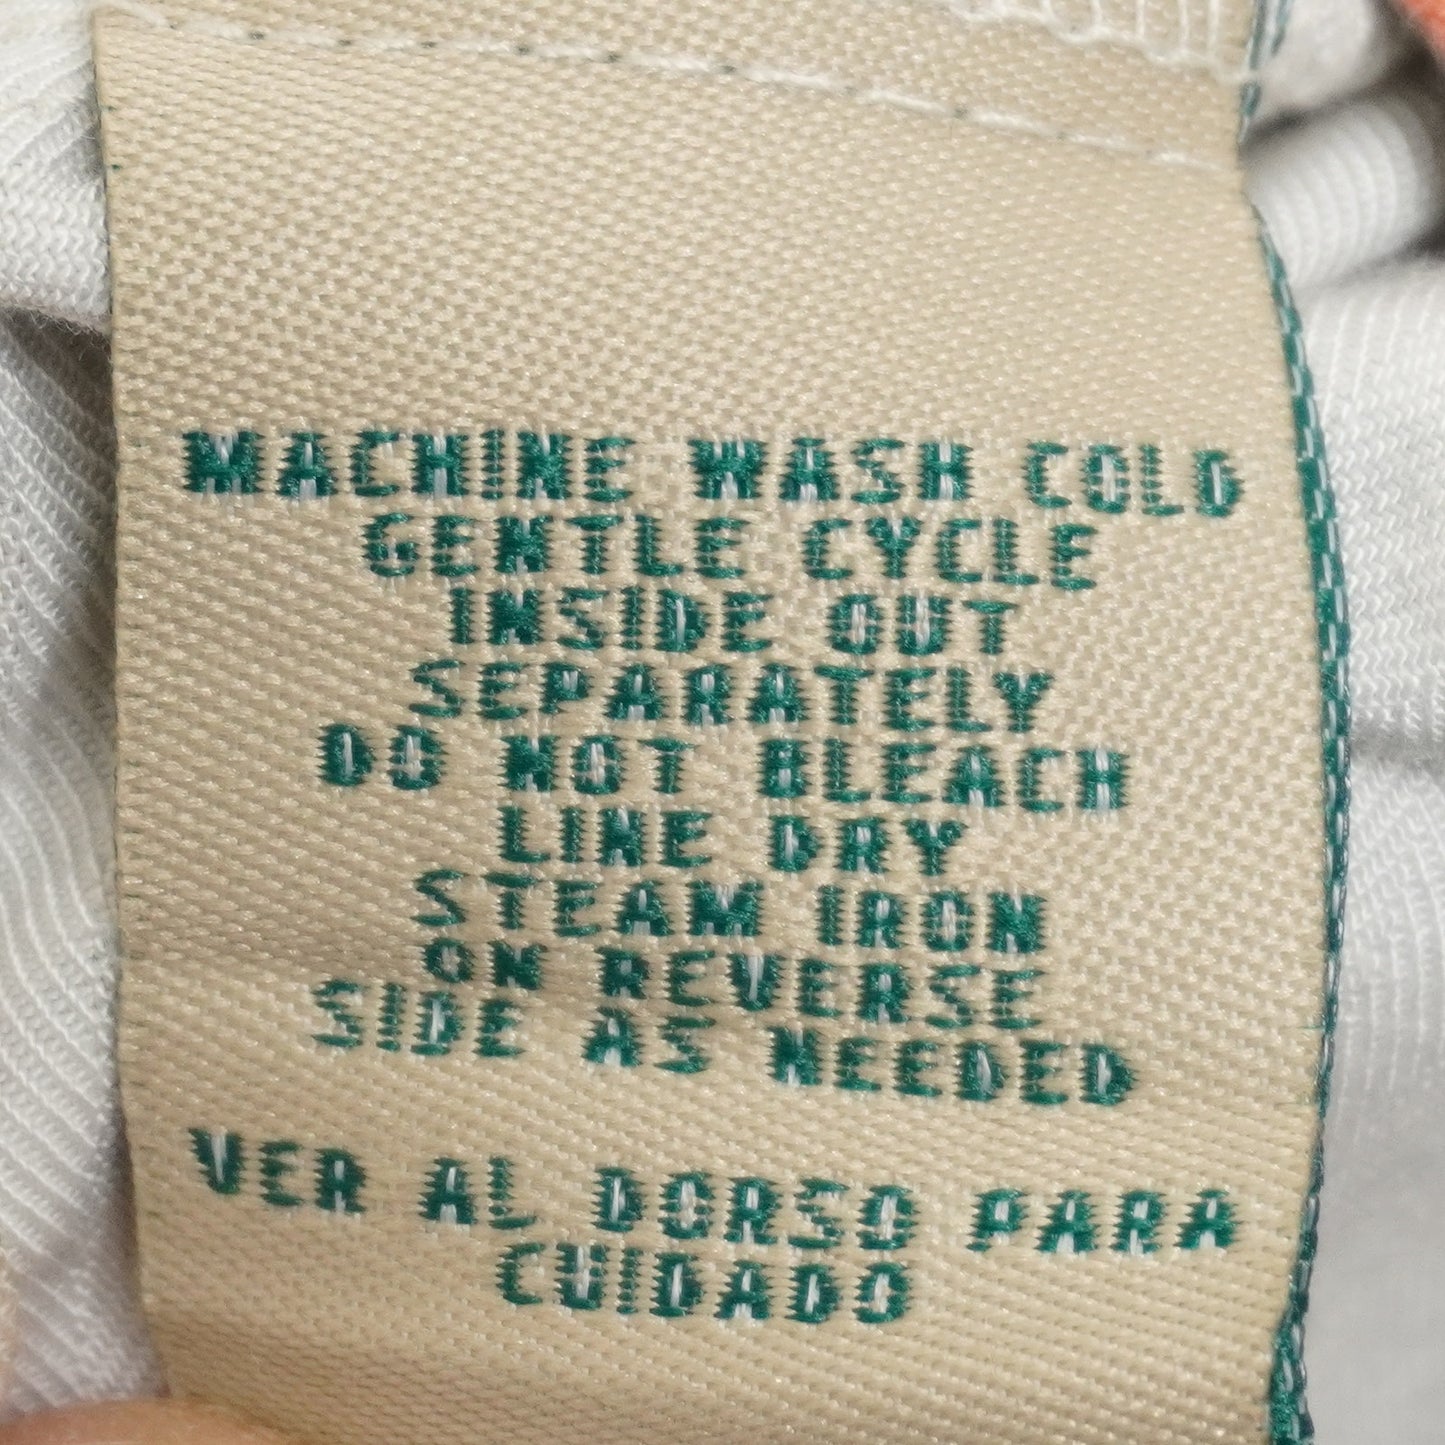 MACHINE WASH COLD
GENTLE CYCLE
INSIDE OUT
SEPARATELY
DO NOT BLEACH
LINE DRY
STEAM IRON
ON REVERSE
SIDE AS NEEDED
VER AL DORSO PARA
CUIDADO